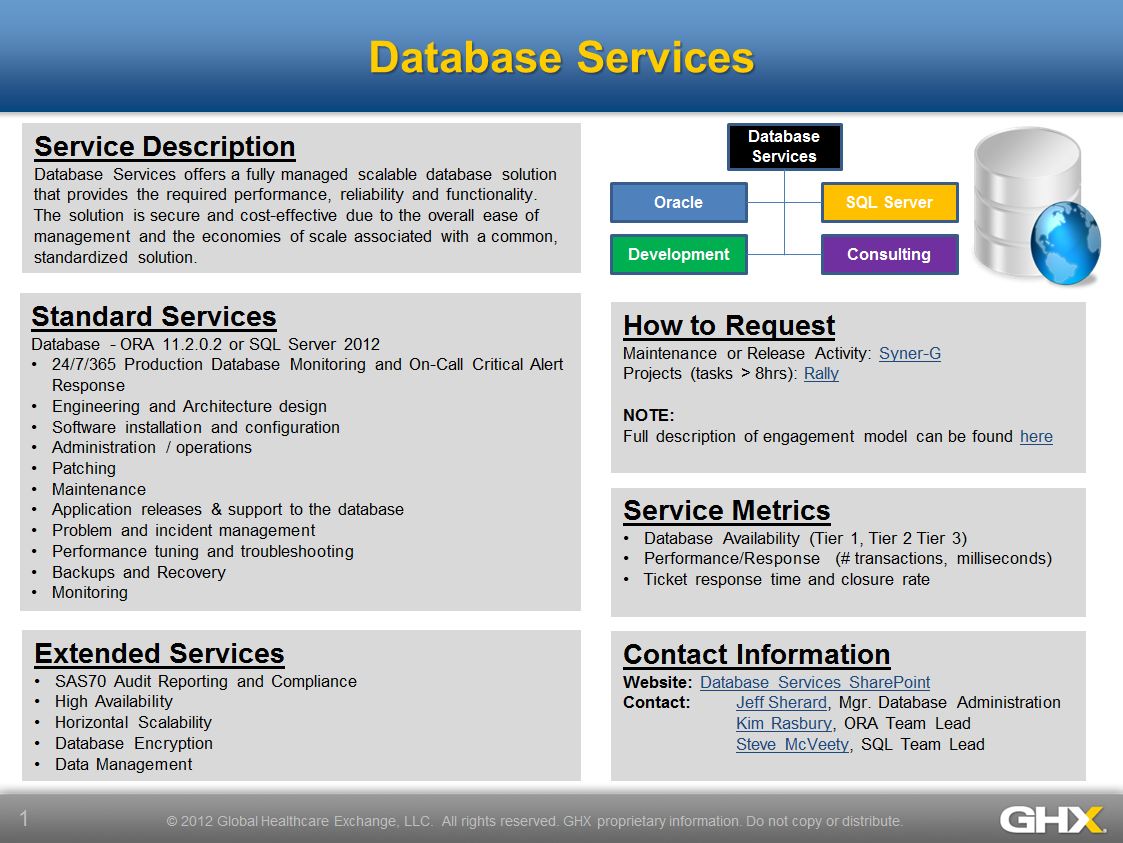 Database Services
Service Description
Database Services offers a fully managed scalable database solution
that provides the required performance, reliability and functionality.
The solution is secure and cost-effective due to the overall ease of
management and the economies of scale associated with a common,
standardized solution.
Database
Services
Oracle
SQL Server
Development
Consulting
Standard Services
Database - ORA 11.2.0.2 or SQL Server 2012
• 24/7/365 Production Database Monitoring and On-Call Critical Alert
Response
• Engineering and Architecture design
• Software installation and configuration
• Administration / operations
• Patching
• Maintenance
• Application releases & support to the database
• Problem and incident management
• Performance tuning and troubleshooting
• Backups and Recovery
• Monitoring
Extended Services
• SAS70 Audit Reporting and Compliance
• High Availability
• Horizontal Scalability
• Database Encryption
• Data Management
How to Request
Maintenance or Release Activity: Syner-G
Projects (tasks > 8hrs): Rally
NOTE:
Full description of engagement model can be found here
Service Metrics
• Database Availability (Tier 1, Tier 2 Tier 3)
• Performance/Response (# transactions, milliseconds)
• Ticket response time and closure rate
Contact Information
Website: Database Services SharePoint
Contact: Jeff Sherard, Mgr. Database Administration
Kim Rasbury, ORA Team Lead
Steve McVeety, SQL Team Lead
1
© 2012 Global Healthcare Exchange, LLC. All rights reserved. GHX proprietary information. Do not copy or distribute.
GHX